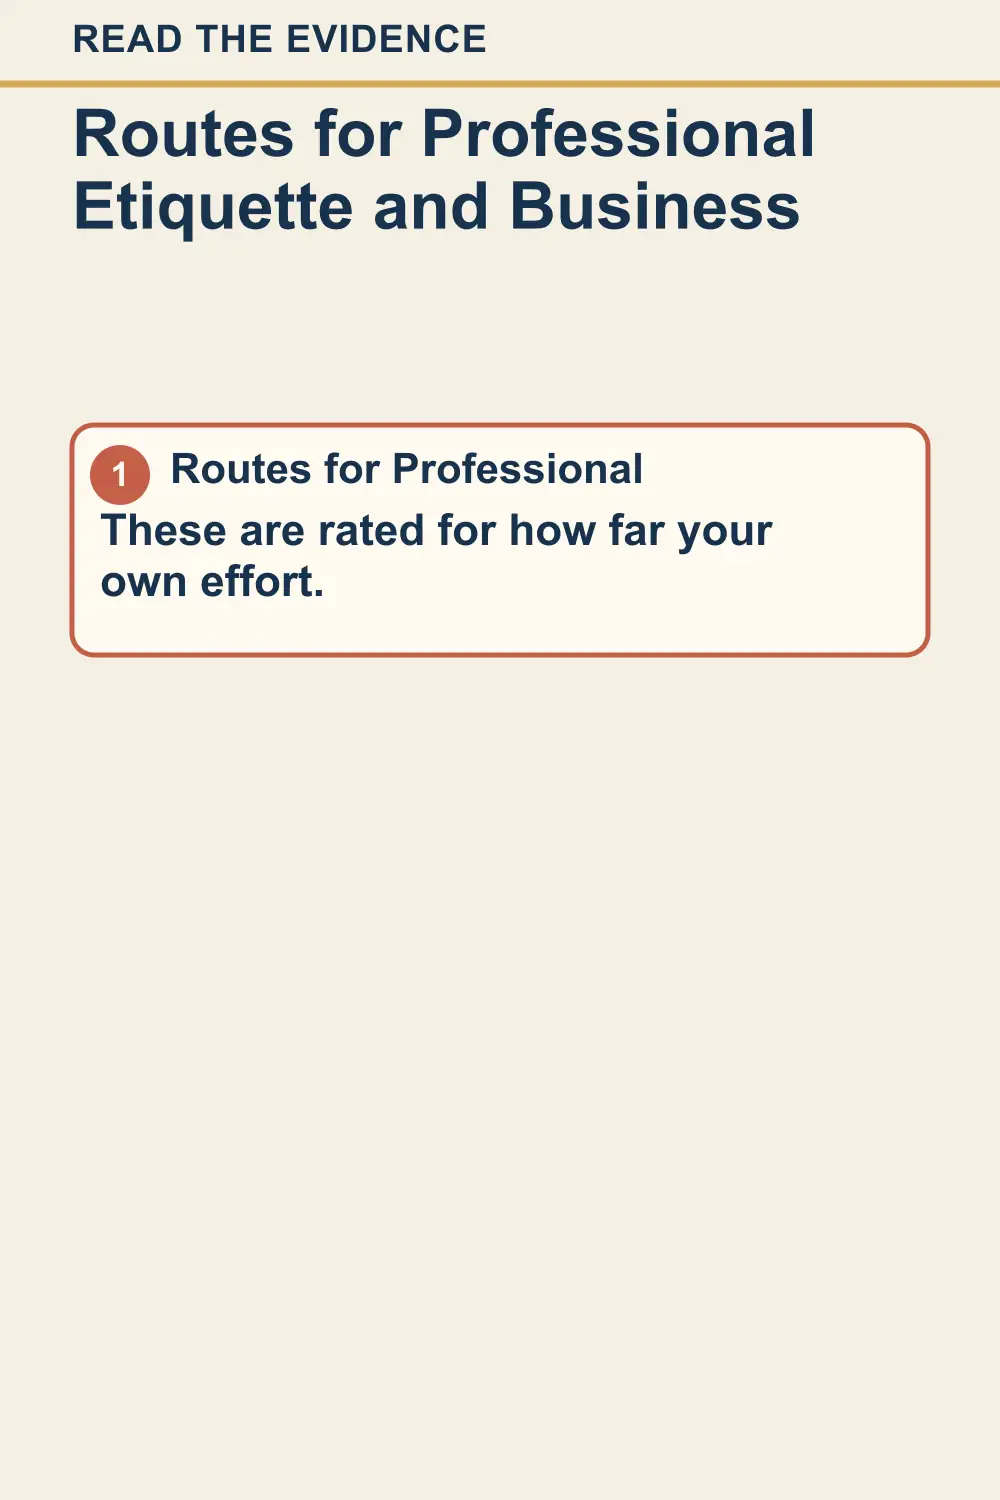 READ THE EVIDENCE
Routes for Professional
Etiquette and Business
1 Routes for Professional
These are rated for how far your
own effort.